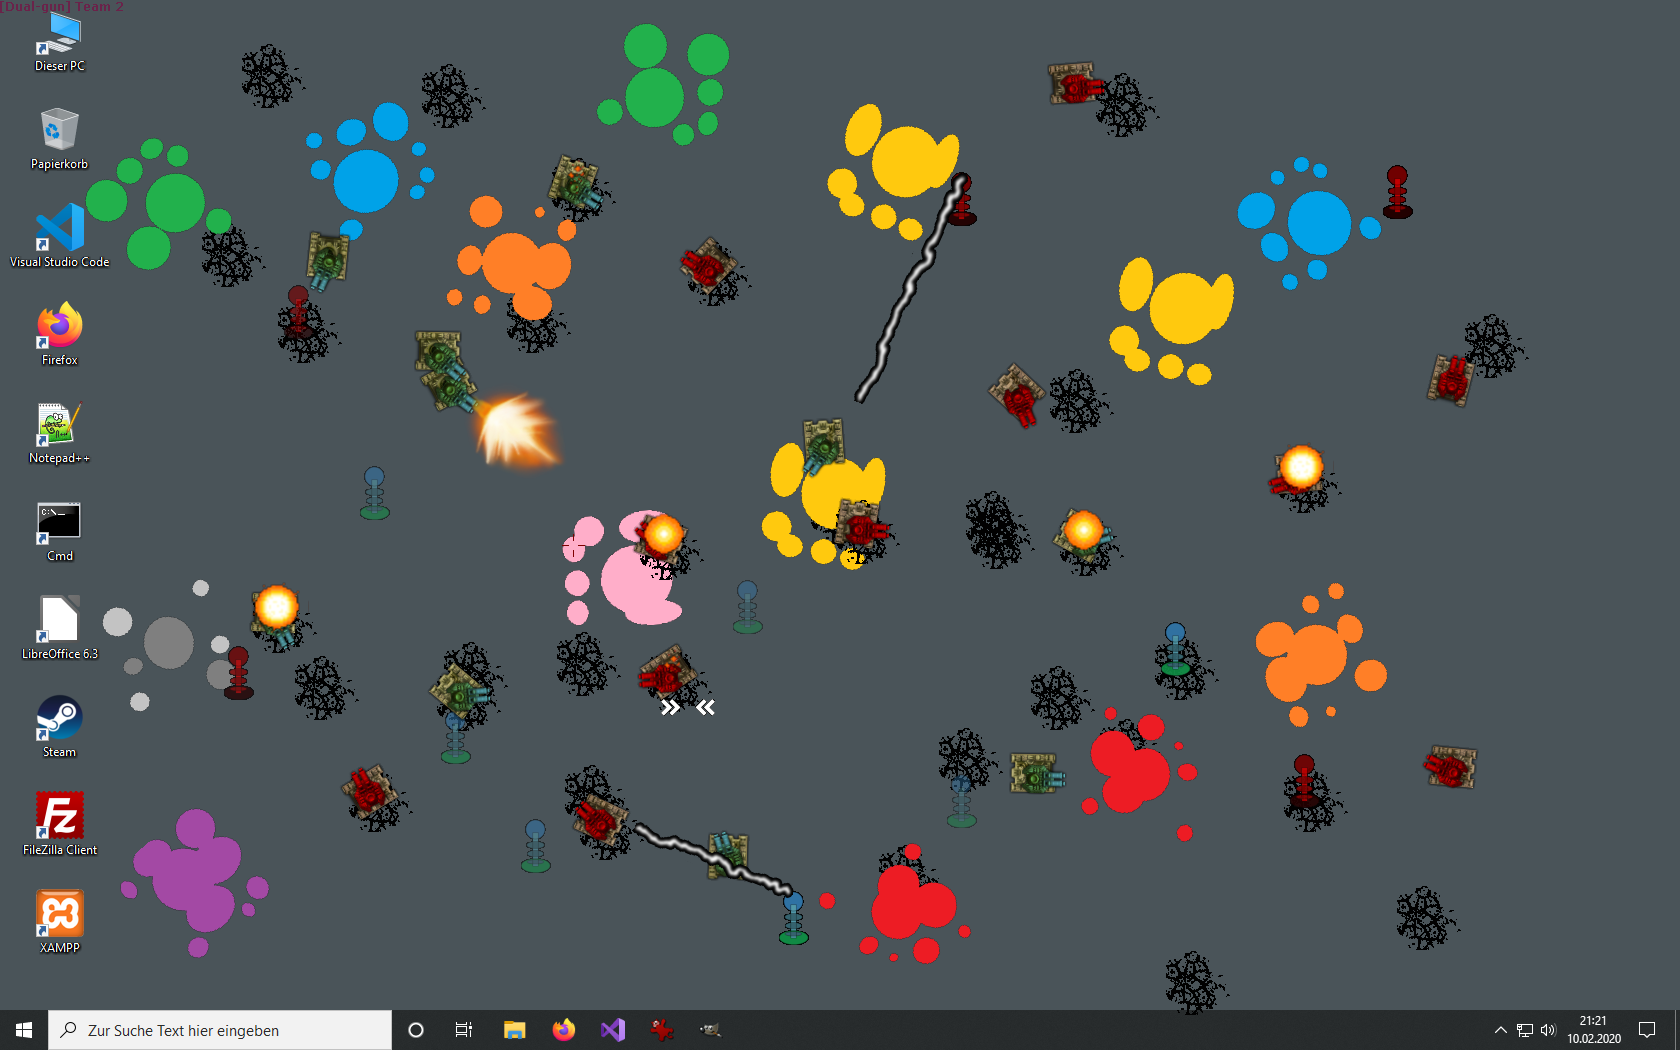 [Dual-gun] Team 2
Dieser PC
Papierkorb
Visual Studio Code
Firefox
Notepad++
C:\>_
Cmd
LibreOffice 6.3
Steam
Fz
FileZilla Client
XAMPP
Zur Suche Text hier eingeben
21:21
10.02.2020